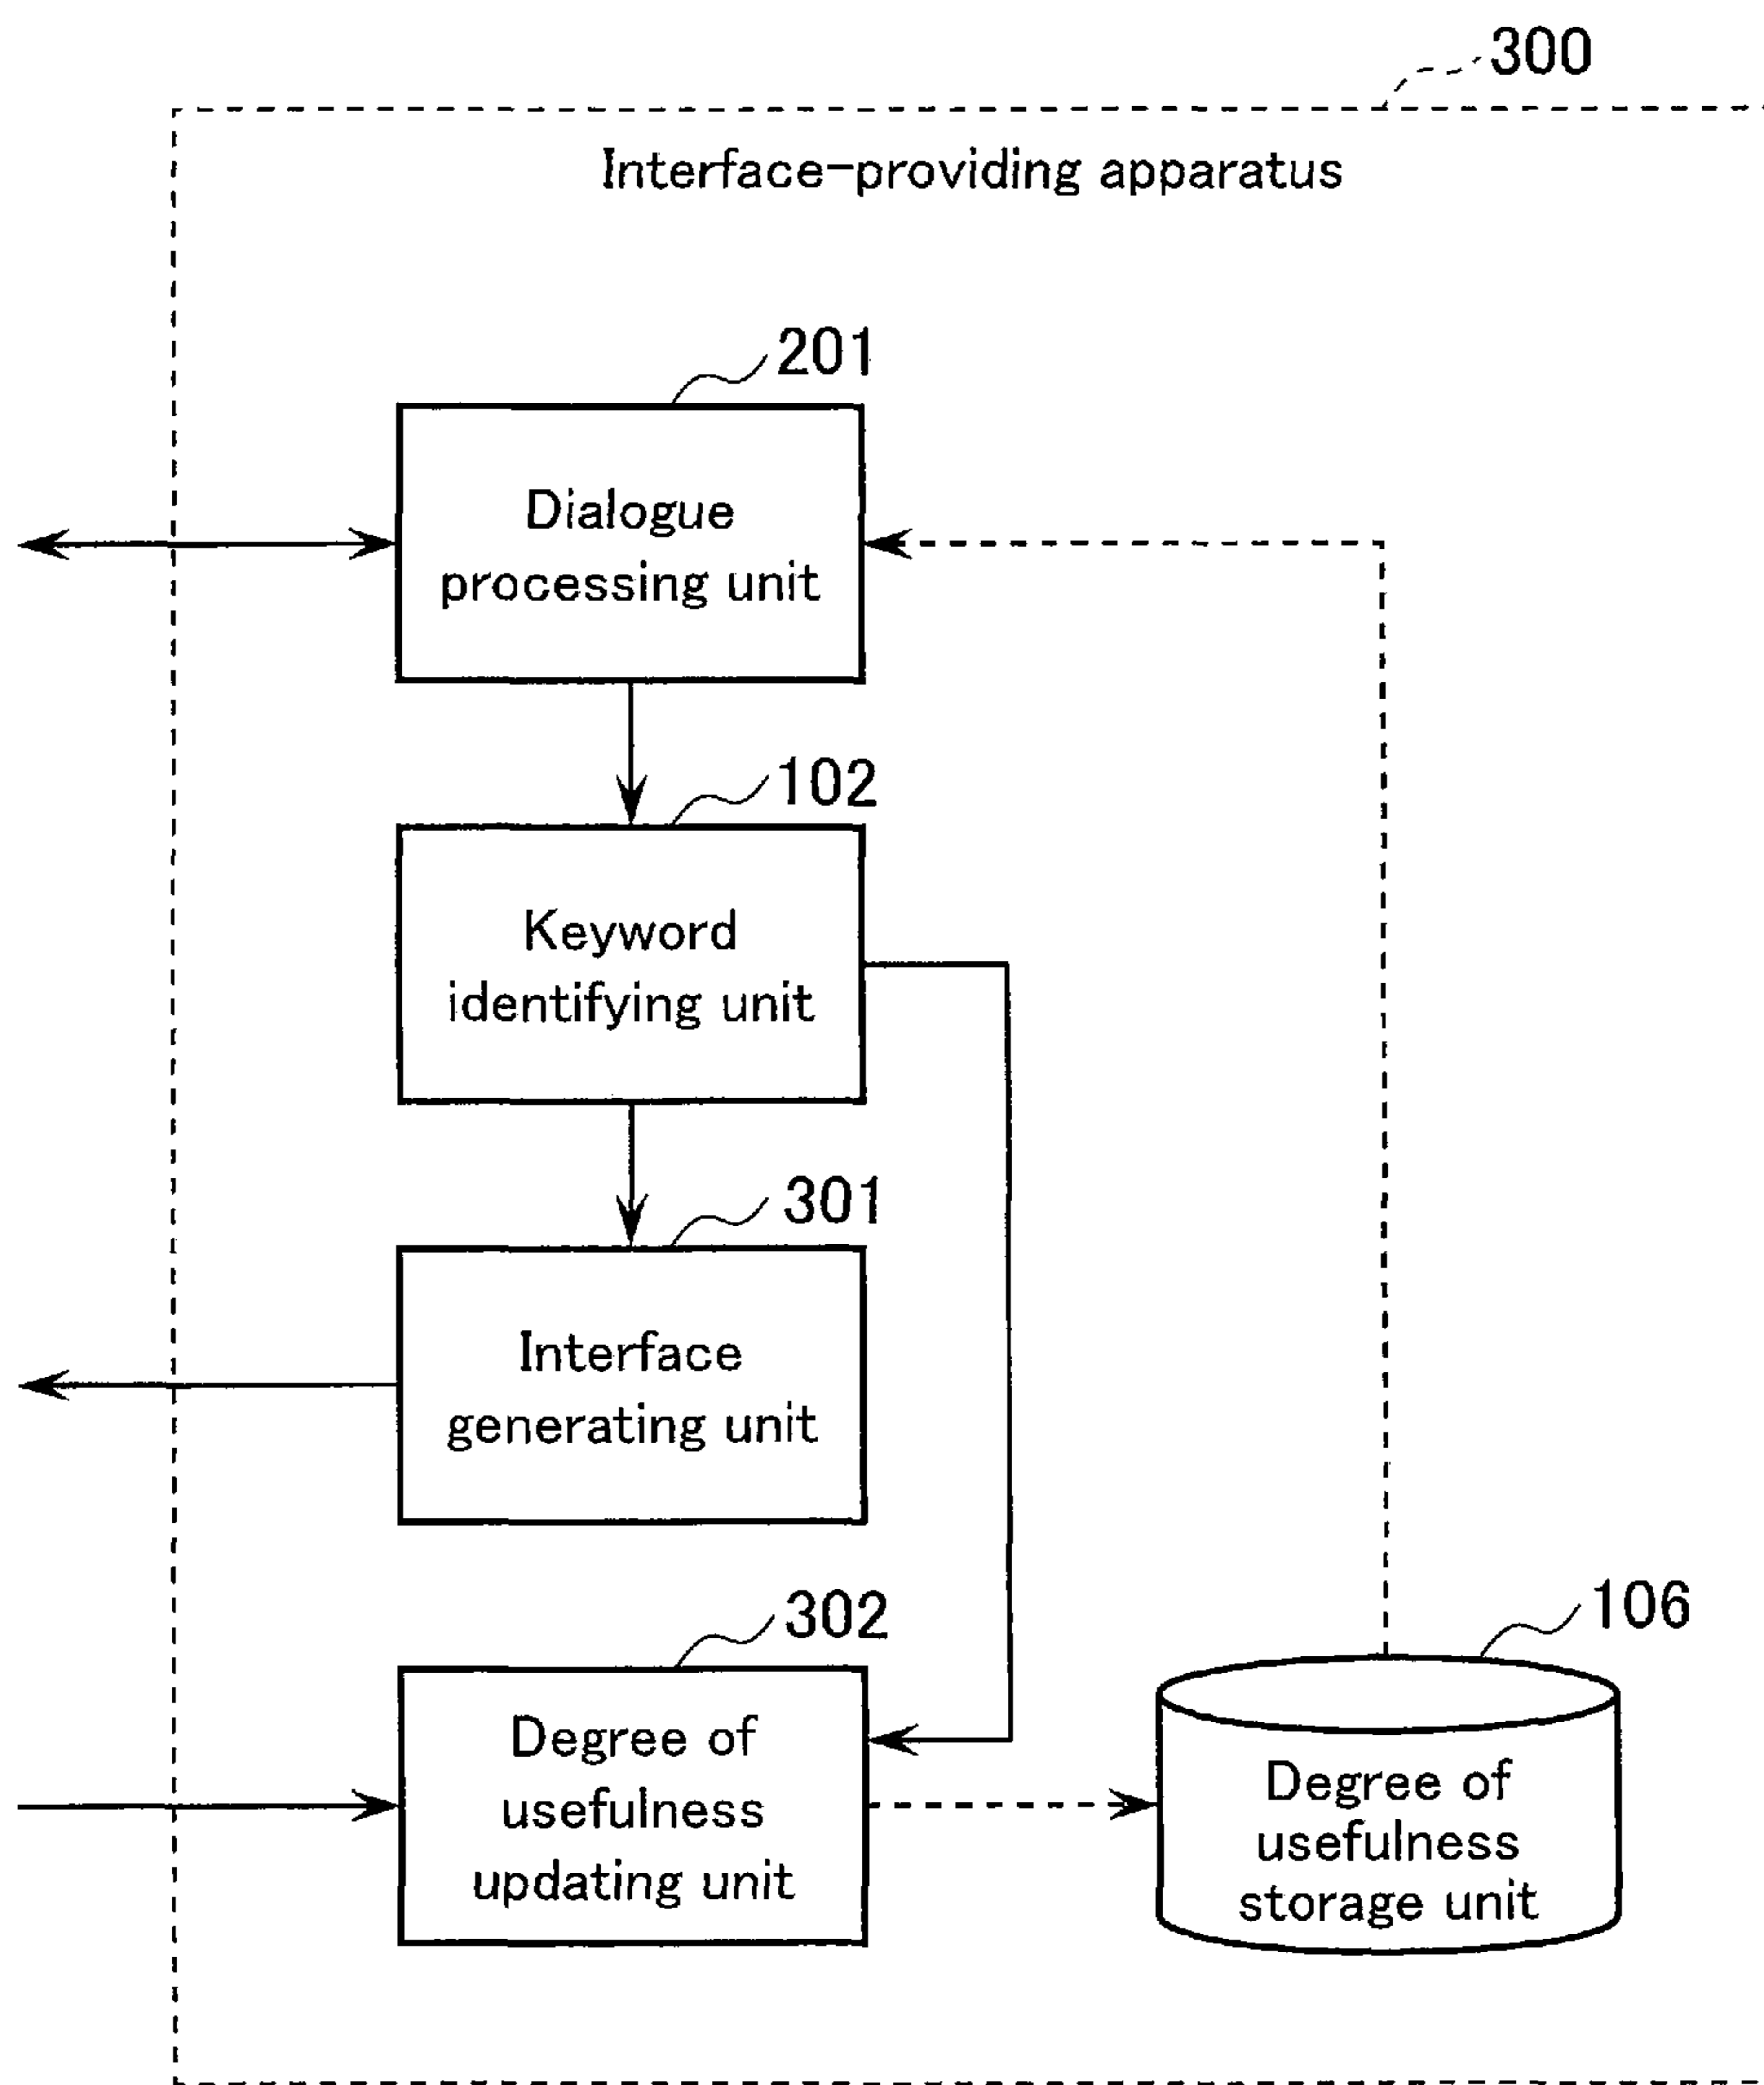 300
Interface-providing apparatus
201
Dialogue
processing unit
102
Keyword
identifying unit
301
Interface
generating unit
302
Degree of
usefulness
updating unit
106
Degree of
usefulness
storage unit